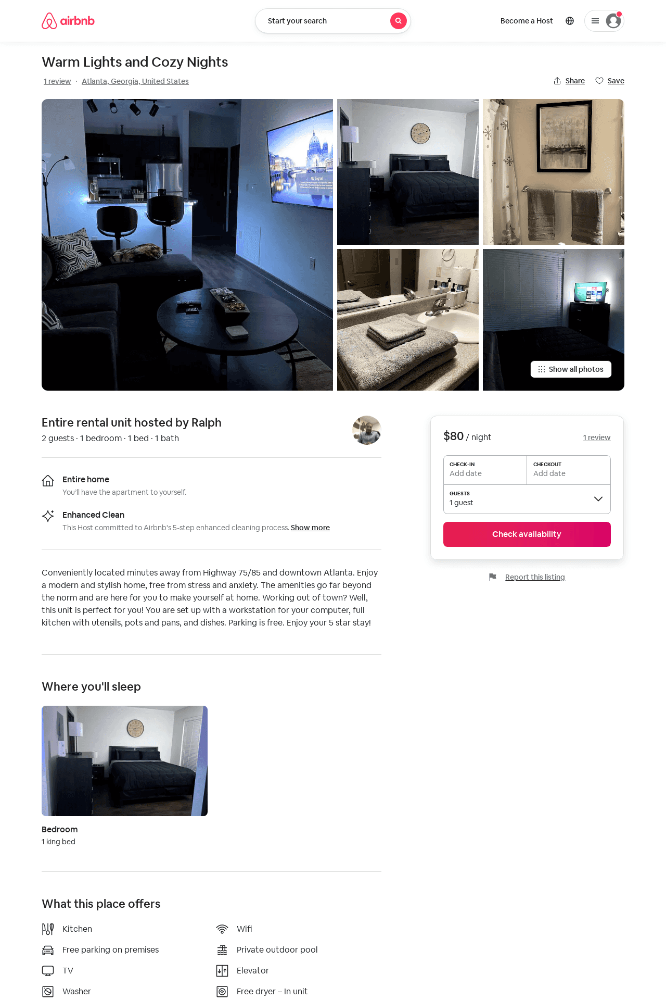 airbnb
Start your search
Become a Host
Warm Lights and Cozy Nights
1 review · Atlanta, Georgia, United States
Share
Save
No Signal
Show all photos
Entire rental unit hosted by Ralph
2 guests · 1 bedroom · 1 bed · 1 bath
Entire home
You’ll have the apartment to yourself.
Enhanced Clean
This Host committed to Airbnb's 5-step enhanced cleaning process. Show more
$80 / night
1 review
CHECK-IN
Add date
CHECKOUT
Add date
GUESTS
1 guest
Check availability
Report this listing
Conveniently located minutes away from Highway 75/85 and downtown Atlanta. Enjoy
a modern and stylish home, free from stress and anxiety. The amenities go far beyond
the norm and are here for you to make yourself at home. Working out of town? Well,
this unit is perfect for you! You are set up with a workstation for your computer, full
kitchen with utensils, pots and pans, and dishes. Parking is free. Enjoy your 5 star stay!
Where you'll sleep
Bedroom
1 king bed
What this place offers
Kitchen
Wifi
Free parking on premises
Private outdoor pool
TV
Elevator
Washer
Free dryer – In unit